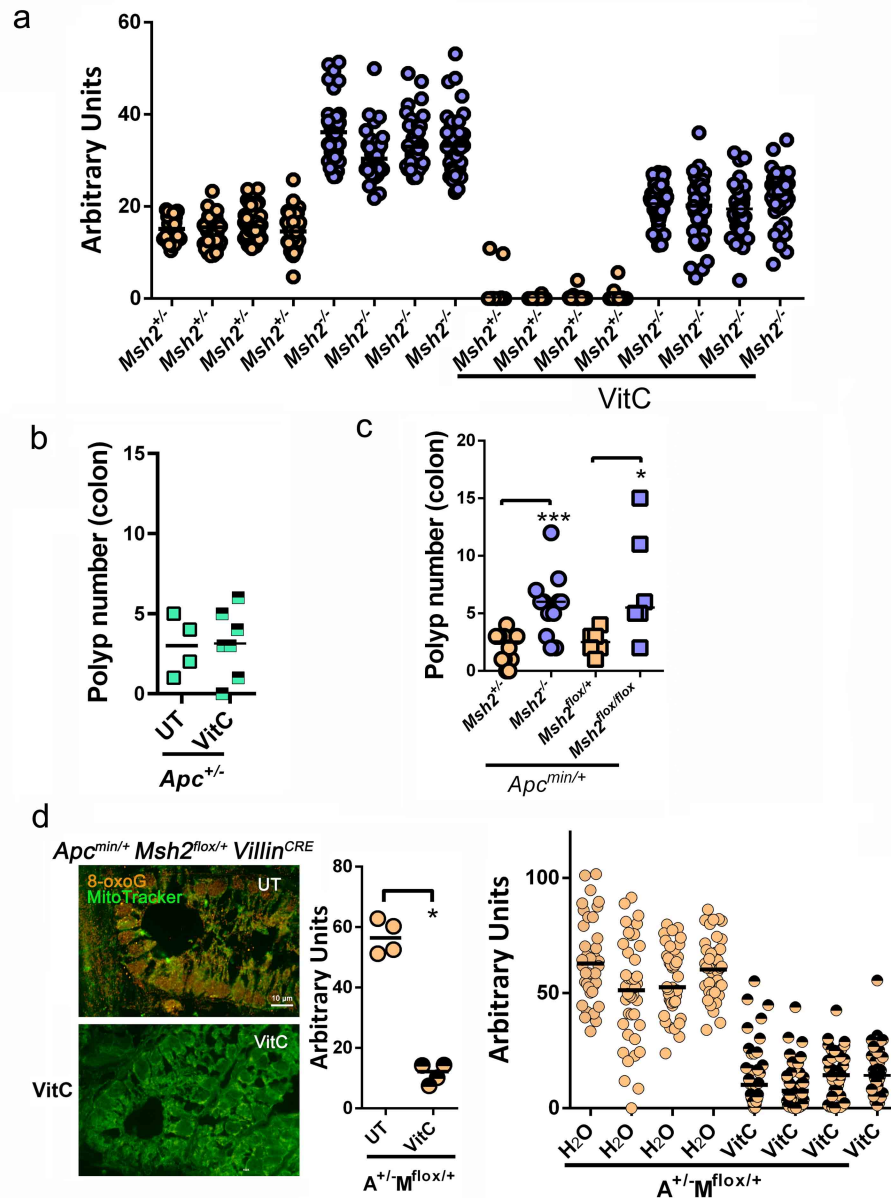 a
60
40
20
0
Arbitrary Units
Msh2+/- Msh2+/- Msh2+/- Msh2+/- Msh2-/- Msh2-/- Msh2-/- Msh2-/- Msh2+/- Msh2+/- Msh2+/- Msh2+/- Msh2-/- Msh2-/- Msh2-/- Msh2-/-
VitC
b
15
10
5
0
Polyp number (colon)
UT VitC
Apc+/-
c
20
15
10
5
0
Polyp number (colon)
*** *
Msh2+/- Msh2-/- Msh2flox/+ Msh2flox/flox
Apcmin/+
d
Apcmin/+ Msh2flox/+ VillinCRE
8-oxoG UT
MitoTracker
10 µm
VitC
VitC
80
60
40
20
0
Arbitrary Units
*
UT VitC
A+/-Mflox/+
100
50
0
Arbitrary Units
H2O H2O H2O H2O VitC VitC VitC VitC
A+/-Mflox/+